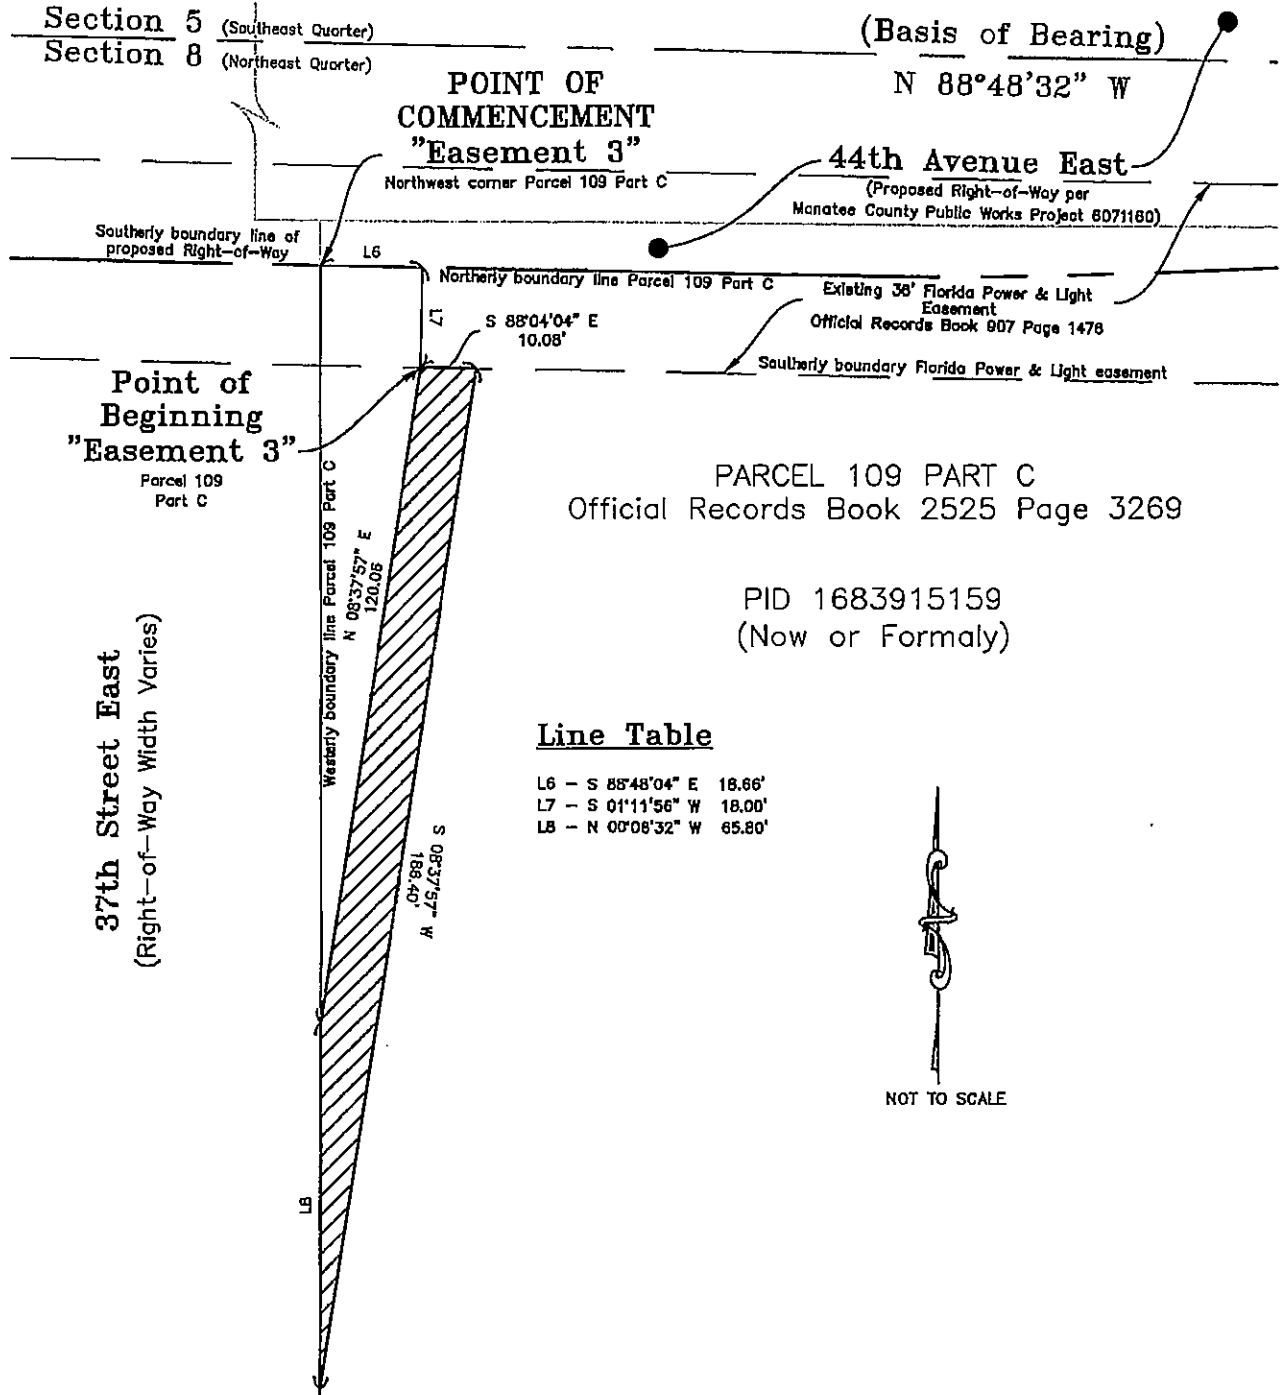 Section 5 (Southeast Quarter)
Section 8 (Northeast Quarter)
(Basis of Bearing)
N 88°48'32" W
POINT OF
COMMENCEMENT
"Easement 3"
Northwest corner Parcel 109 Part C
44th Avenue East
(Proposed Right-of-Way per
Manatee County Public Works Project 6071160)
Southerly boundary line of
proposed Right-of-Way
L6
Northerly boundary line Parcel 109 Part C
Existing 36' Florida Power & Light
Easement
Official Records Book 907 Page 1476
L7
S 88°04'04" E
10.08'
Southerly boundary Florida Power & Light easement
Point of
Beginning
"Easement 3"
Parcel 109
Part C
PARCEL 109 PART C
Official Records Book 2525 Page 3269
PID 1683915159
(Now or Formaly)
Westerly boundary line Parcel 109 Part C
N 08°37'57" E
120.05
37th Street East
(Right-of-Way Width Varies)
Line Table
L6 - S 88°48'04" E 18.66'
L7 - S 01°11'56" W 18.00'
L8 - N 00°08'32" W 65.80'
S 08°37'57" W
188.40'
L8
NOT TO SCALE